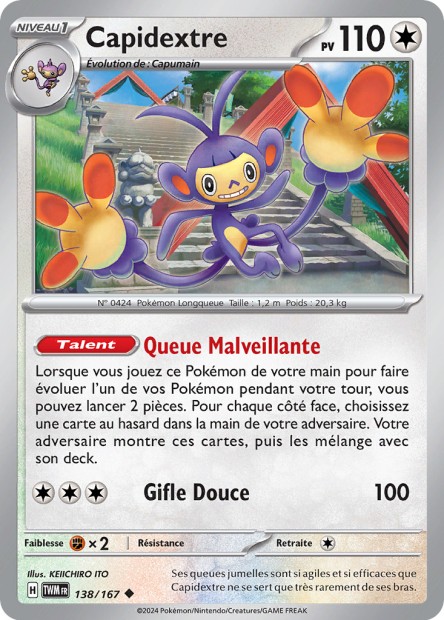 NIVEAU 1
Capidextre
PV 110
Évolution de : Capumain
N° 0424 Pokémon Longqueue Taille : 1,2 m Poids : 20,3 kg
Talent Queue Malveillante
Lorsque vous jouez ce Pokémon de votre main pour faire
évoluer l'un de vos Pokémon pendant votre tour, vous
pouvez lancer 2 pièces. Pour chaque côté face, choisissez
une carte au hasard dans la main de votre adversaire. Votre
adversaire montre ces cartes, puis les mélange avec
son deck.
Gifle Douce 100
Faiblesse × 2 Résistance Retraite
Illus. KEIICHIRO ITO
Ses queues jumelles sont si agiles et si efficaces que
Capidextre ne se sert que très rarement de ses bras.
H TWM FR 138/167
©2024 Pokémon/Nintendo/Creatures/GAME FREAK